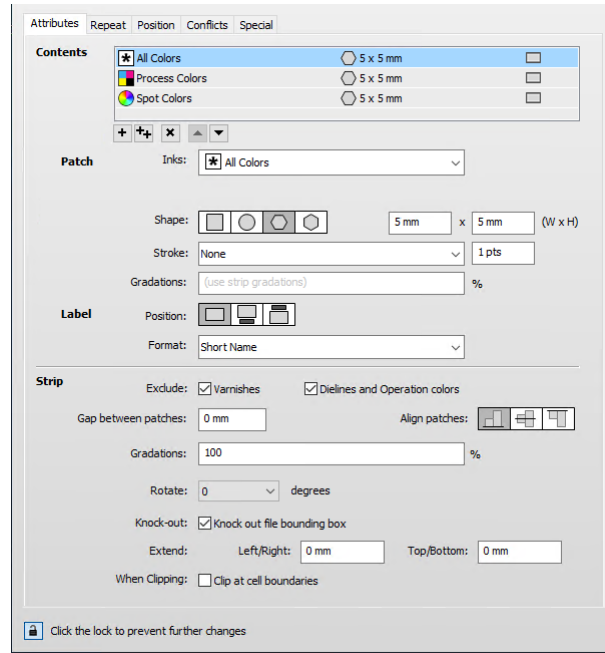 Attributes Repeat Position Conflicts Special
Contents
All Colors 5 x 5 mm
Process Colors 5 x 5 mm
Spot Colors 5 x 5 mm
Patch Inks: All Colors
Shape: 5 mm x 5 mm (W x H)
Stroke: None 1 pts
Gradations: (use strip gradations) %
Label Position:
Format: Short Name
Strip Exclude: Varnishes Dielines and Operation colors
Gap between patches: 0 mm Align patches:
Gradations: 100 %
Rotate: 0 degrees
Knock-out: Knock out file bounding box
Extend: Left/Right: 0 mm Top/Bottom: 0 mm
When Clipping: Clip at cell boundaries
Click the lock to prevent further changes